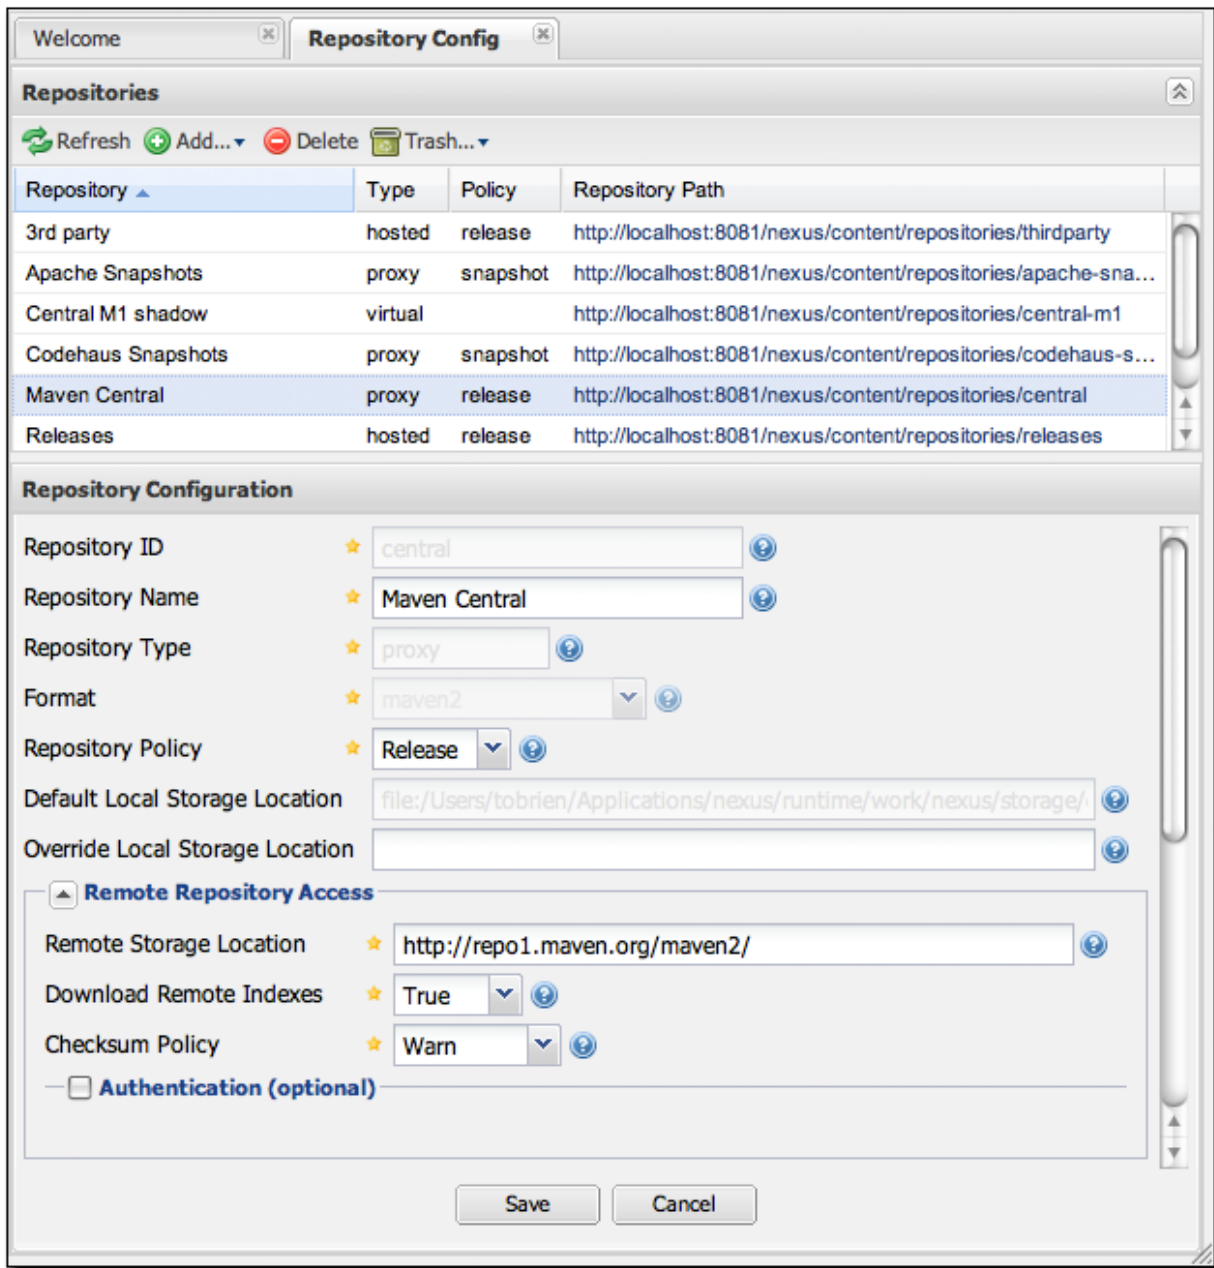 Welcome Repository Config
Repositories
Refresh Add... Delete Trash...
Repository Type Policy Repository Path
3rd party hosted release http://localhost:8081/nexus/content/repositories/thirdparty
Apache Snapshots proxy snapshot http://localhost:8081/nexus/content/repositories/apache-sna...
Central M1 shadow virtual http://localhost:8081/nexus/content/repositories/central-m1
Codehaus Snapshots proxy snapshot http://localhost:8081/nexus/content/repositories/codehaus-s...
Maven Central proxy release http://localhost:8081/nexus/content/repositories/central
Releases hosted release http://localhost:8081/nexus/content/repositories/releases
Repository Configuration
Repository ID central
Repository Name Maven Central
Repository Type proxy
Format maven2
Repository Policy Release
Default Local Storage Location file:/Users/tobrien/Applications/nexus/runtime/work/nexus/storage/
Override Local Storage Location
Remote Repository Access
Remote Storage Location http://repo1.maven.org/maven2/
Download Remote Indexes True
Checksum Policy Warn
Authentication (optional)
Save Cancel